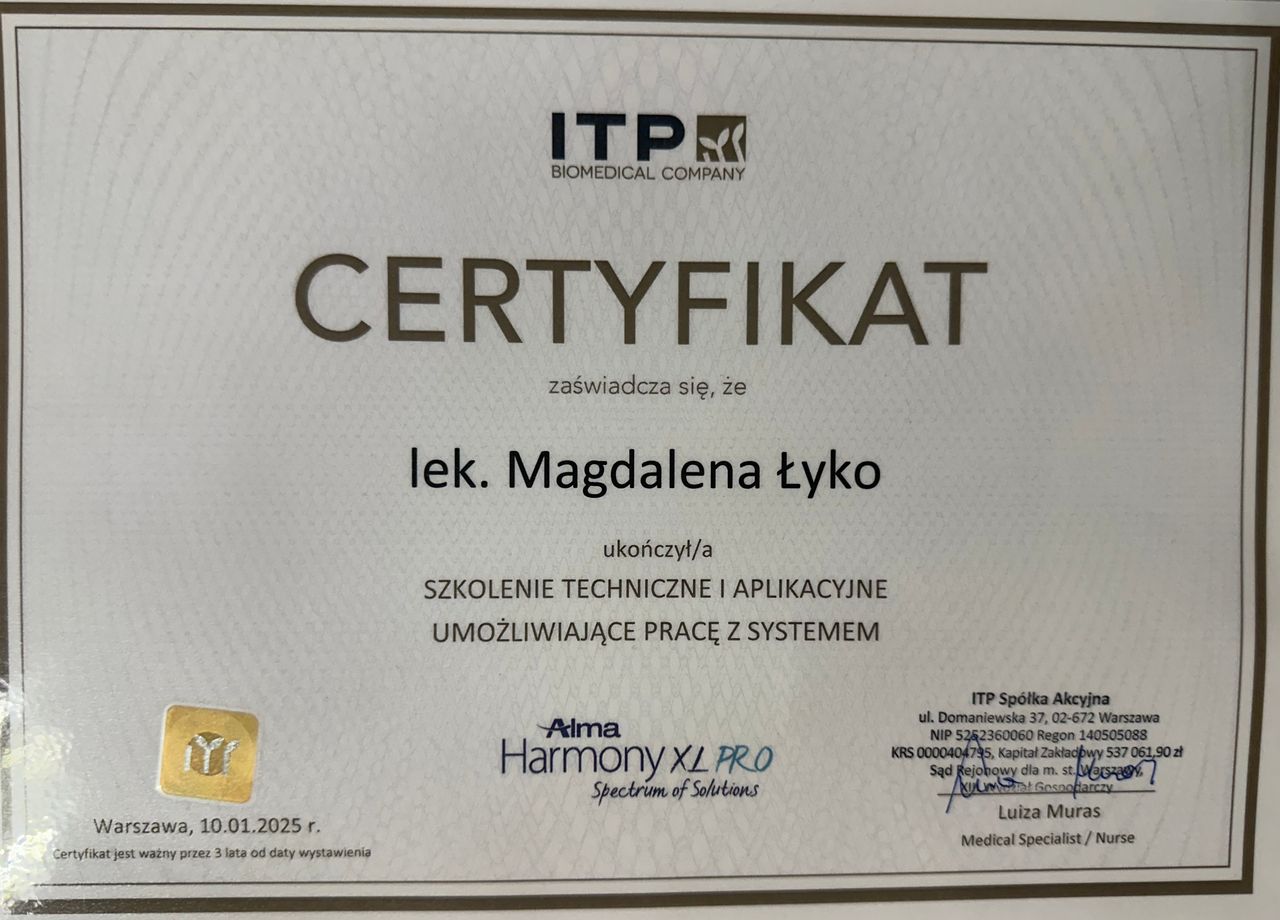 ITP
BIOMEDICAL COMPANY
CERTYFIKAT
zaświadcza się, że
lek. Magdalena Łyko
ukończył/a
SZKOLENIE TECHNICZNE I APLIKACYJNE
UMOŻLIWIAJĄCE PRACĘ Z SYSTEMEM
Alma
Harmony XL PRO
Spectrum of Solutions
Warszawa, 10.01.2025 r.
Certyfikat jest ważny przez 3 lata od daty wystawienia
ITP Spółka Akcyjna
ul. Domaniewska 37, 02-672 Warszawa
NIP 5252360060 Regon 140505088
KRS 0000404795, Kapitał Zakładowy 537 061,90 zł
Sąd Rejonowy dla m. st. Warszawy,
Wydział Gospodarczy
Luiza Muras
Medical Specialist / Nurse